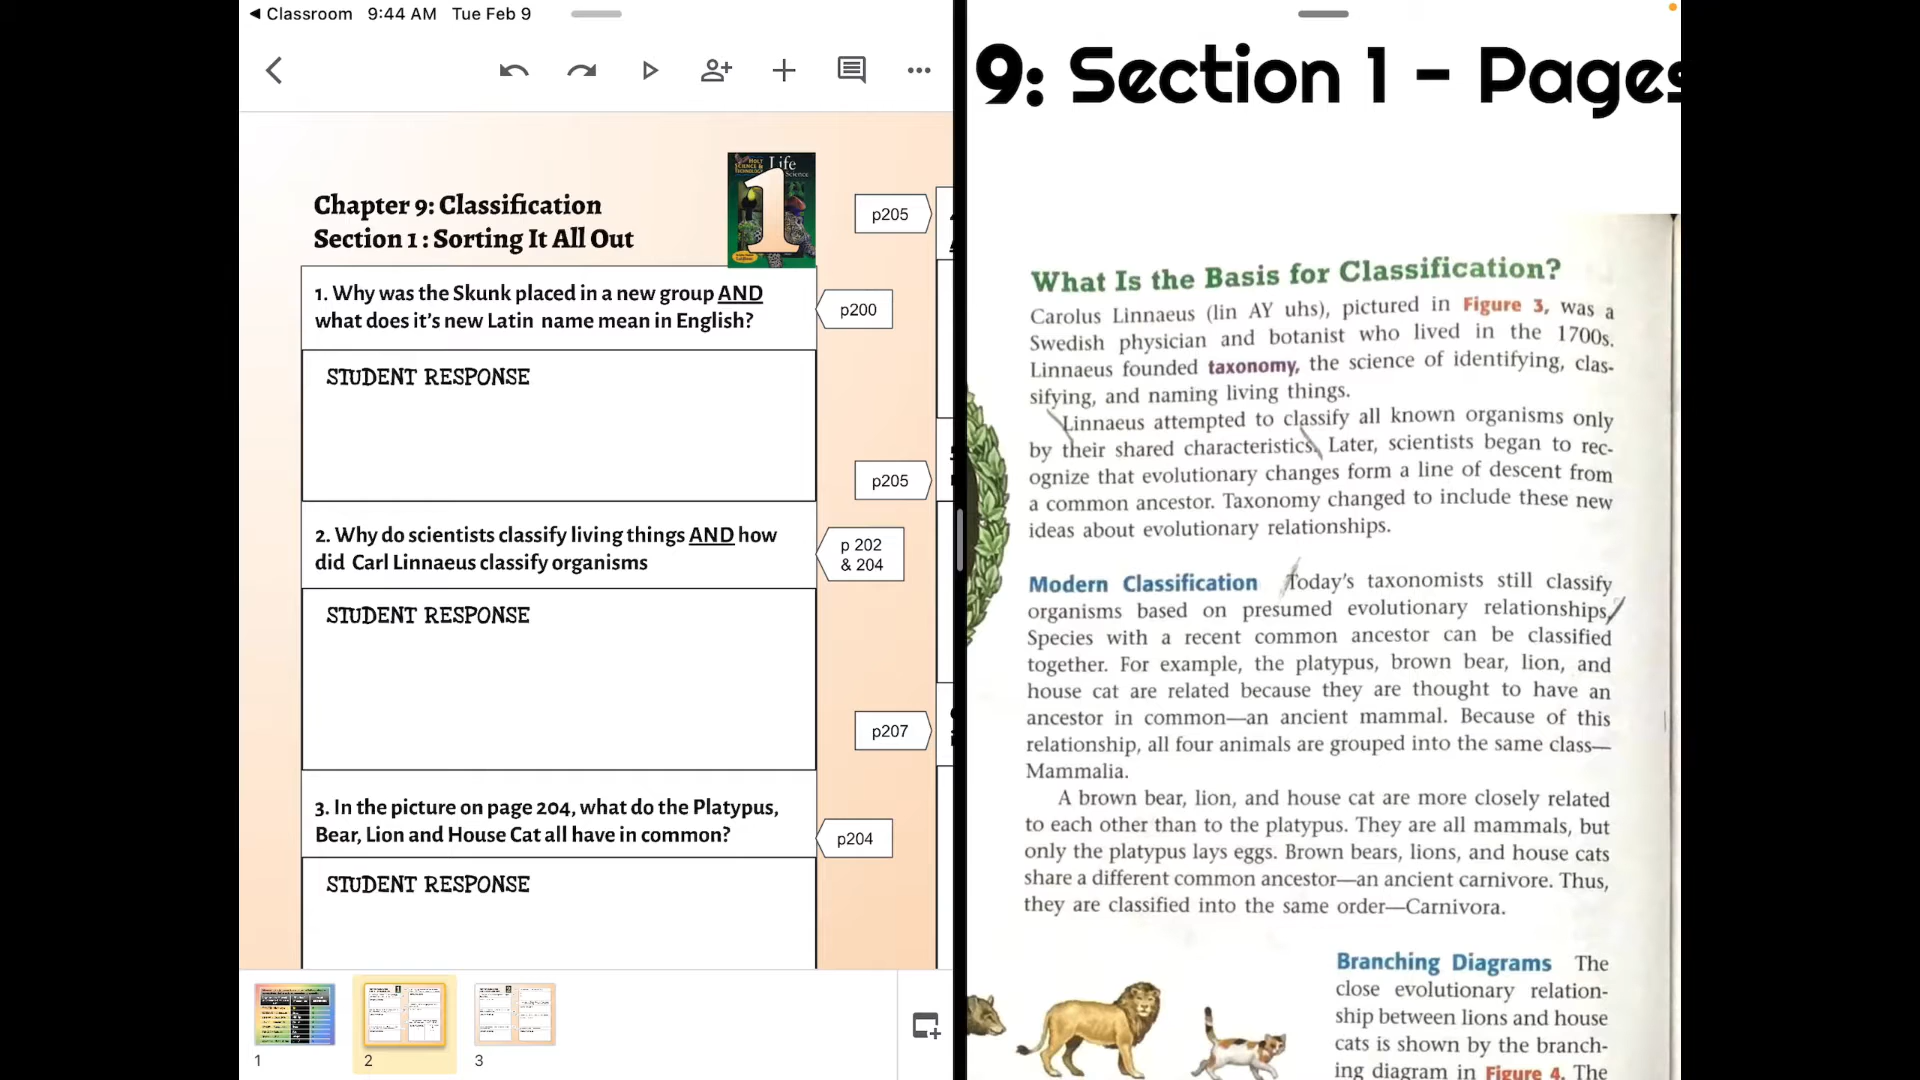 Classroom 9:44 AM Tue Feb 9
Chapter 9: Classification
Section 1 : Sorting It All Out
Life
Science
1
1. Why was the Skunk placed in a new group AND
what does it's new Latin name mean in English?
p200
STUDENT RESPONSE
2. Why do scientists classify living things AND how
did Carl Linnaeus classify organisms
p 202
& 204
STUDENT RESPONSE
3. In the picture on page 204, what do the Platypus,
Bear, Lion and House Cat all have in common?
p204
STUDENT RESPONSE
p205
p205
p207
1
2
3
9: Section 1 - Pages
What Is the Basis for Classification?
Carolus Linnaeus (lin AY uhs), pictured in Figure 3, was a
Swedish physician and botanist who lived in the 1700s.
Linnaeus founded taxonomy, the science of identifying, clas-
sifying, and naming living things.
Linnaeus attempted to classify all known organisms only
by their shared characteristics. Later, scientists began to rec-
ognize that evolutionary changes form a line of descent from
a common ancestor. Taxonomy changed to include these new
ideas about evolutionary relationships.
Modern Classification Today's taxonomists still classify
organisms based on presumed evolutionary relationships.
Species with a recent common ancestor can be classified
together. For example, the platypus, brown bear, lion, and
house cat are related because they are thought to have an
ancestor in common—an ancient mammal. Because of this
relationship, all four animals are grouped into the same class—
Mammalia.
A brown bear, lion, and house cat are more closely related
to each other than to the platypus. They are all mammals, but
only the platypus lays eggs. Brown bears, lions, and house cats
share a different common ancestor—an ancient carnivore. Thus,
they are classified into the same order—Carnivora.
Branching Diagrams The
close evolutionary relation-
ship between lions and house
cats is shown by the branch-
ing diagram in Figure 4. The